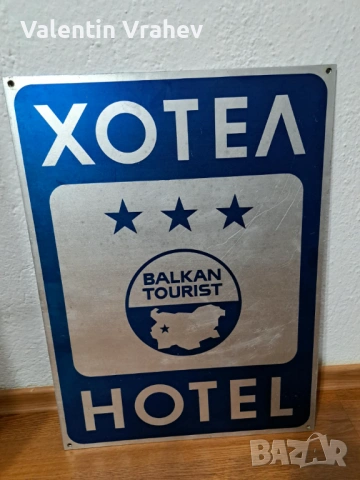 Valentin Vrahev
ХОТЕЛ
BALKAN
TOURIST
HOTEL
BAZAR